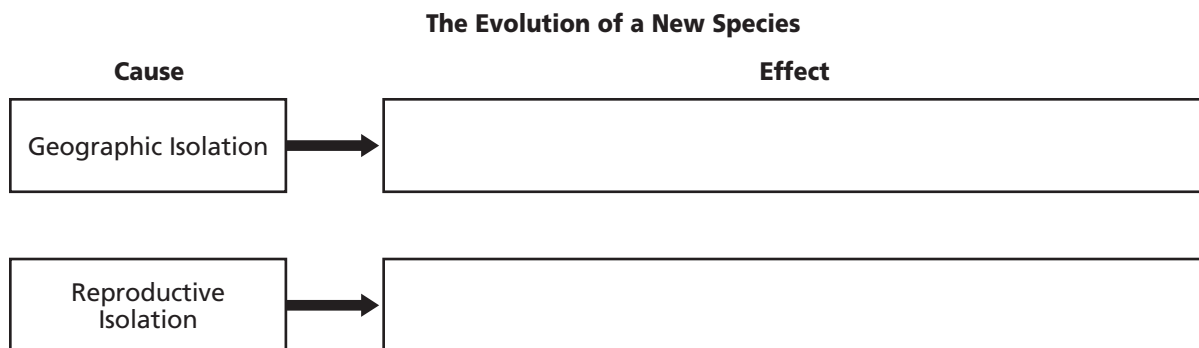 The Evolution of a New Species
Cause
Effect
Geographic Isolation
Reproductive
Isolation